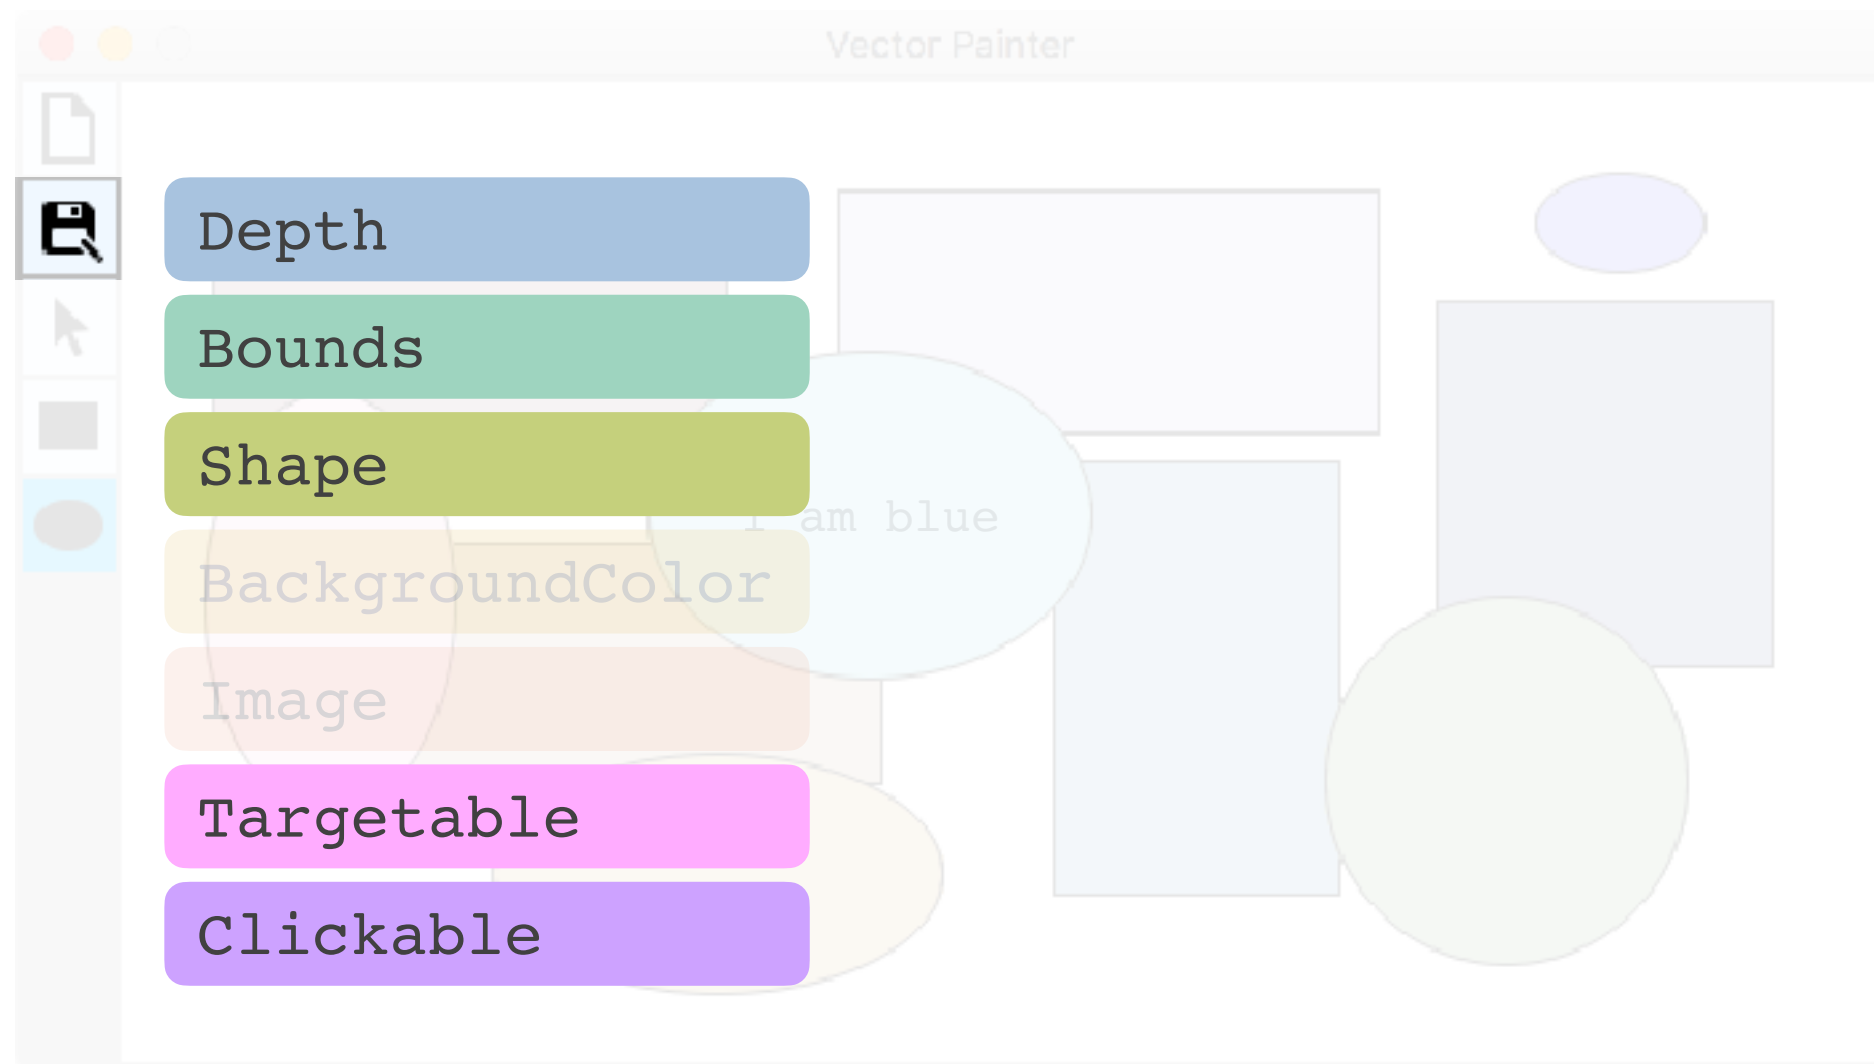 Vector Painter
Depth
Bounds
Shape
I am blue
BackgroundColor
Image
Targetable
Clickable